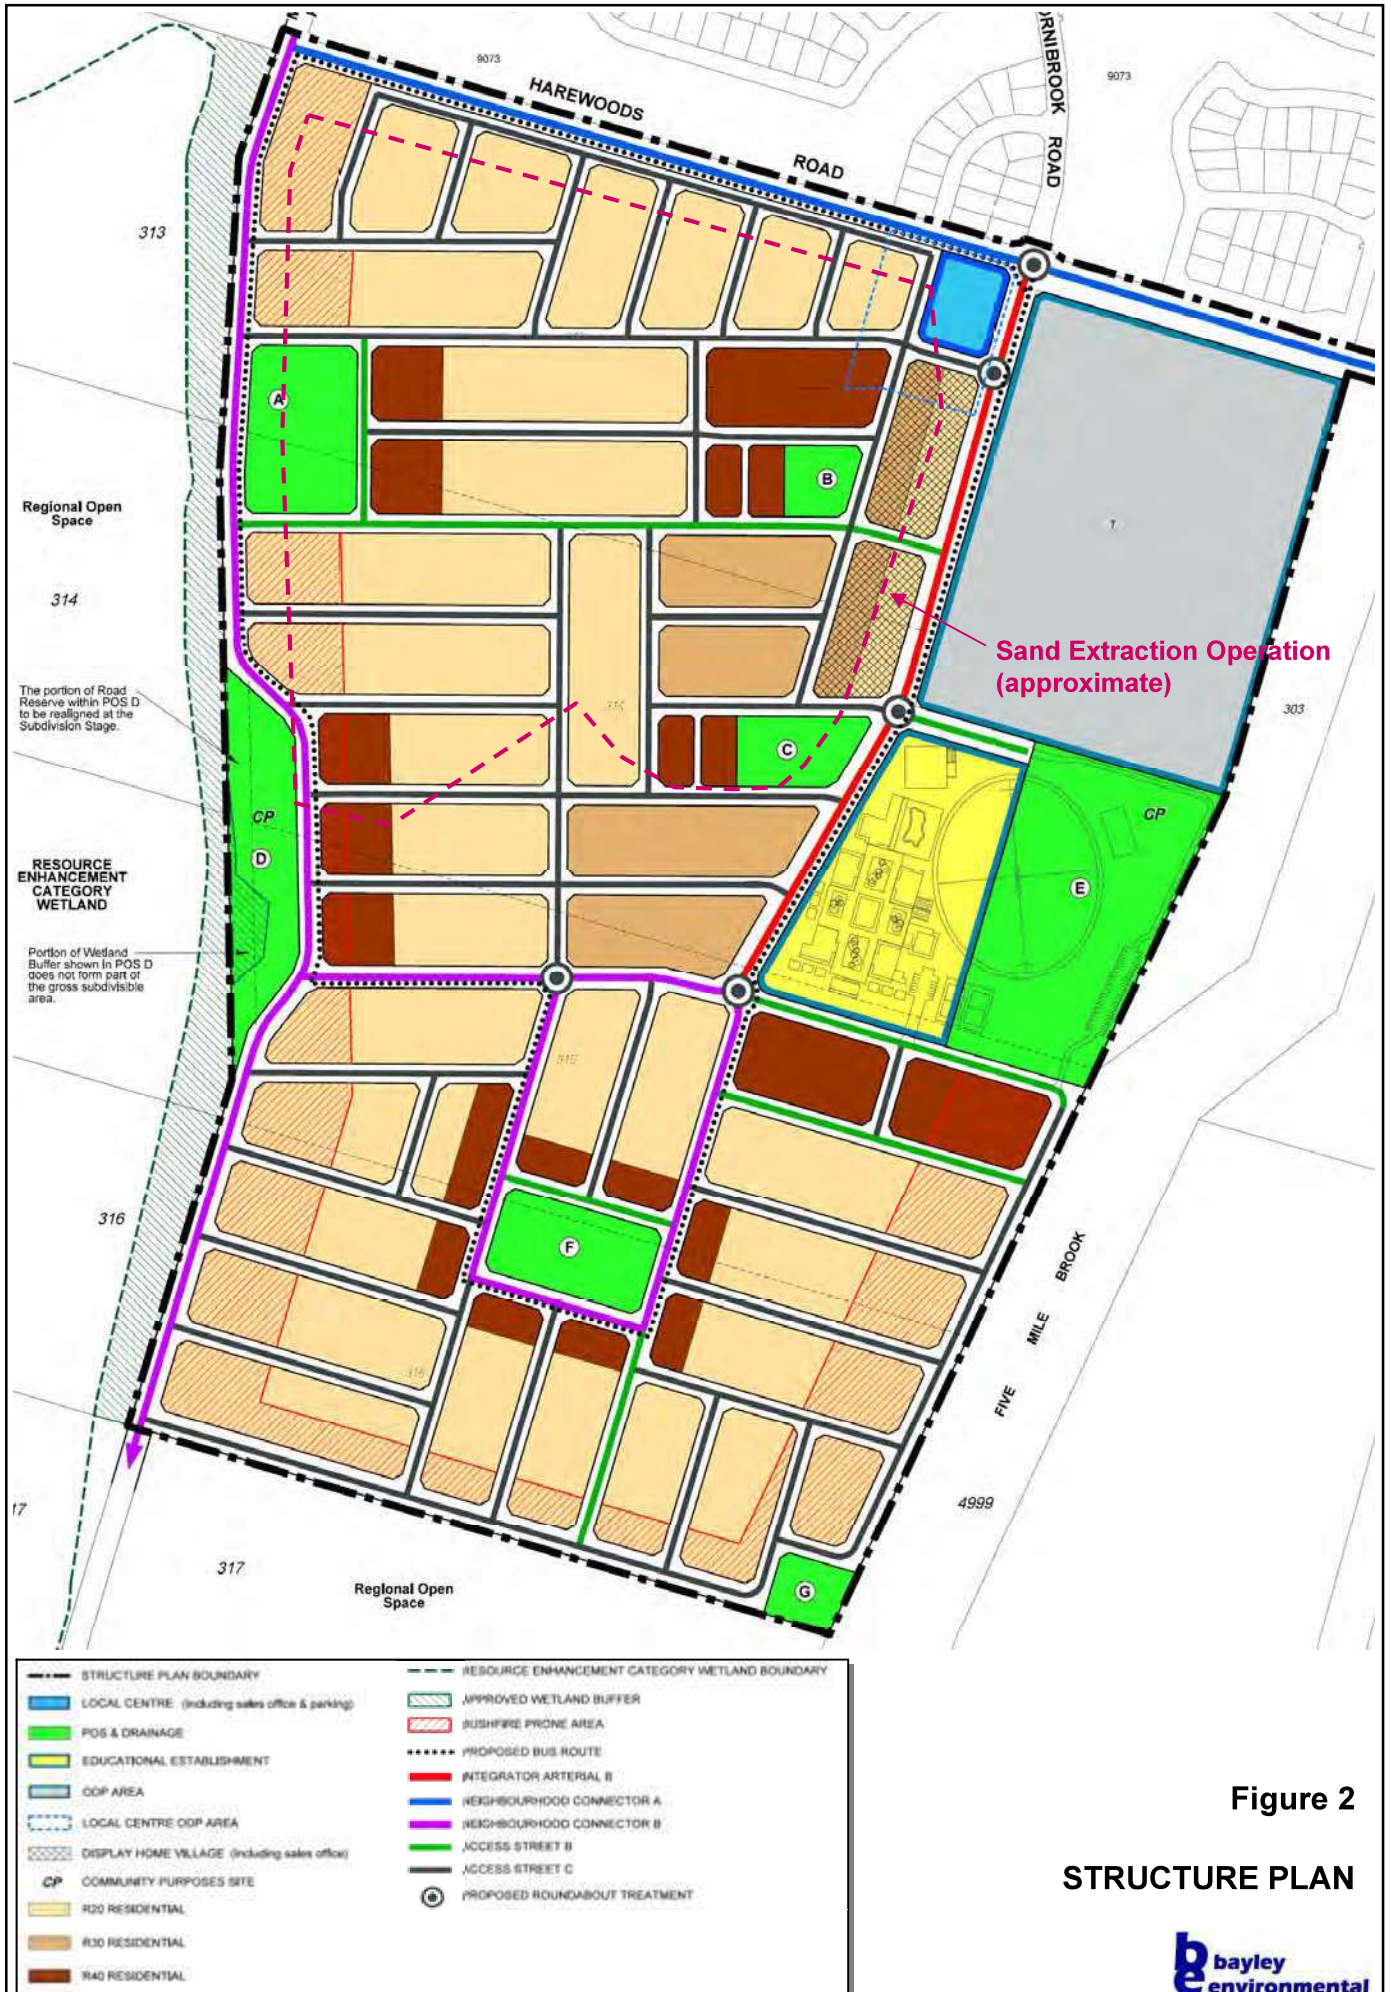 9073
HAREWOODS
ROAD
ORNIBROOK
ROAD
9073
313
A
B
Regional Open
Space
T
314
Sand Extraction Operation
(approximate)
The portion of Road
Reserve within POS D
to be realigned at the
Subdivision Stage.
303
C
CP
CP
D
RESOURCE
ENHANCEMENT
CATEGORY
WETLAND
E
Portion of Wetland
Buffer shown in POS D
does not form part of
the gross subdivisible
area.
315
316
F
FIVE
MILE
BROOK
316
17
4999
317
Regional Open
Space
G
STRUCTURE PLAN BOUNDARY
LOCAL CENTRE (Including sales office & parking)
POS & DRAINAGE
EDUCATIONAL ESTABLISHMENT
ODP AREA
LOCAL CENTRE ODP AREA
DISPLAY HOME VILLAGE (Including sales office)
CP COMMUNITY PURPOSES SITE
R20 RESIDENTIAL
R30 RESIDENTIAL
R40 RESIDENTIAL
RESOURCE ENHANCEMENT CATEGORY WETLAND BOUNDARY
APPROVED WETLAND BUFFER
BUSHFIRE PRONE AREA
PROPOSED BUS ROUTE
INTEGRATOR ARTERIAL B
NEIGHBOURHOOD CONNECTOR A
NEIGHBOURHOOD CONNECTOR B
ACCESS STREET B
ACCESS STREET C
PROPOSED ROUNDABOUT TREATMENT
Figure 2
STRUCTURE PLAN
be bayley
environmental